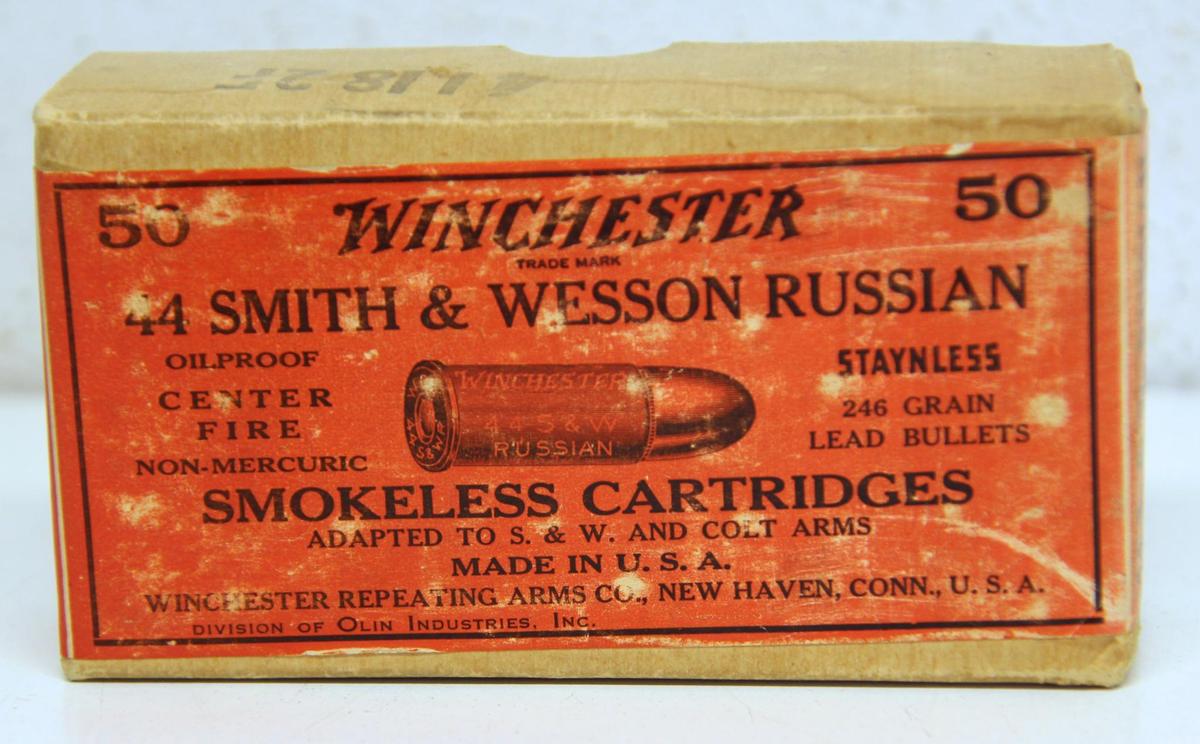 50 WINCHESTER 50
TRADE MARK
44 SMITH & WESSON RUSSIAN
OILPROOF
CENTER
FIRE
NON-MERCURIC
WINCHESTER
44 S & W
RUSSIAN
44 S&W R
STAYNLESS
246 GRAIN
LEAD BULLETS
SMOKELESS CARTRIDGES
ADAPTED TO S. & W. AND COLT ARMS
MADE IN U. S. A.
WINCHESTER REPEATING ARMS CO., NEW HAVEN, CONN., U. S. A.
DIVISION OF OLIN INDUSTRIES, INC.